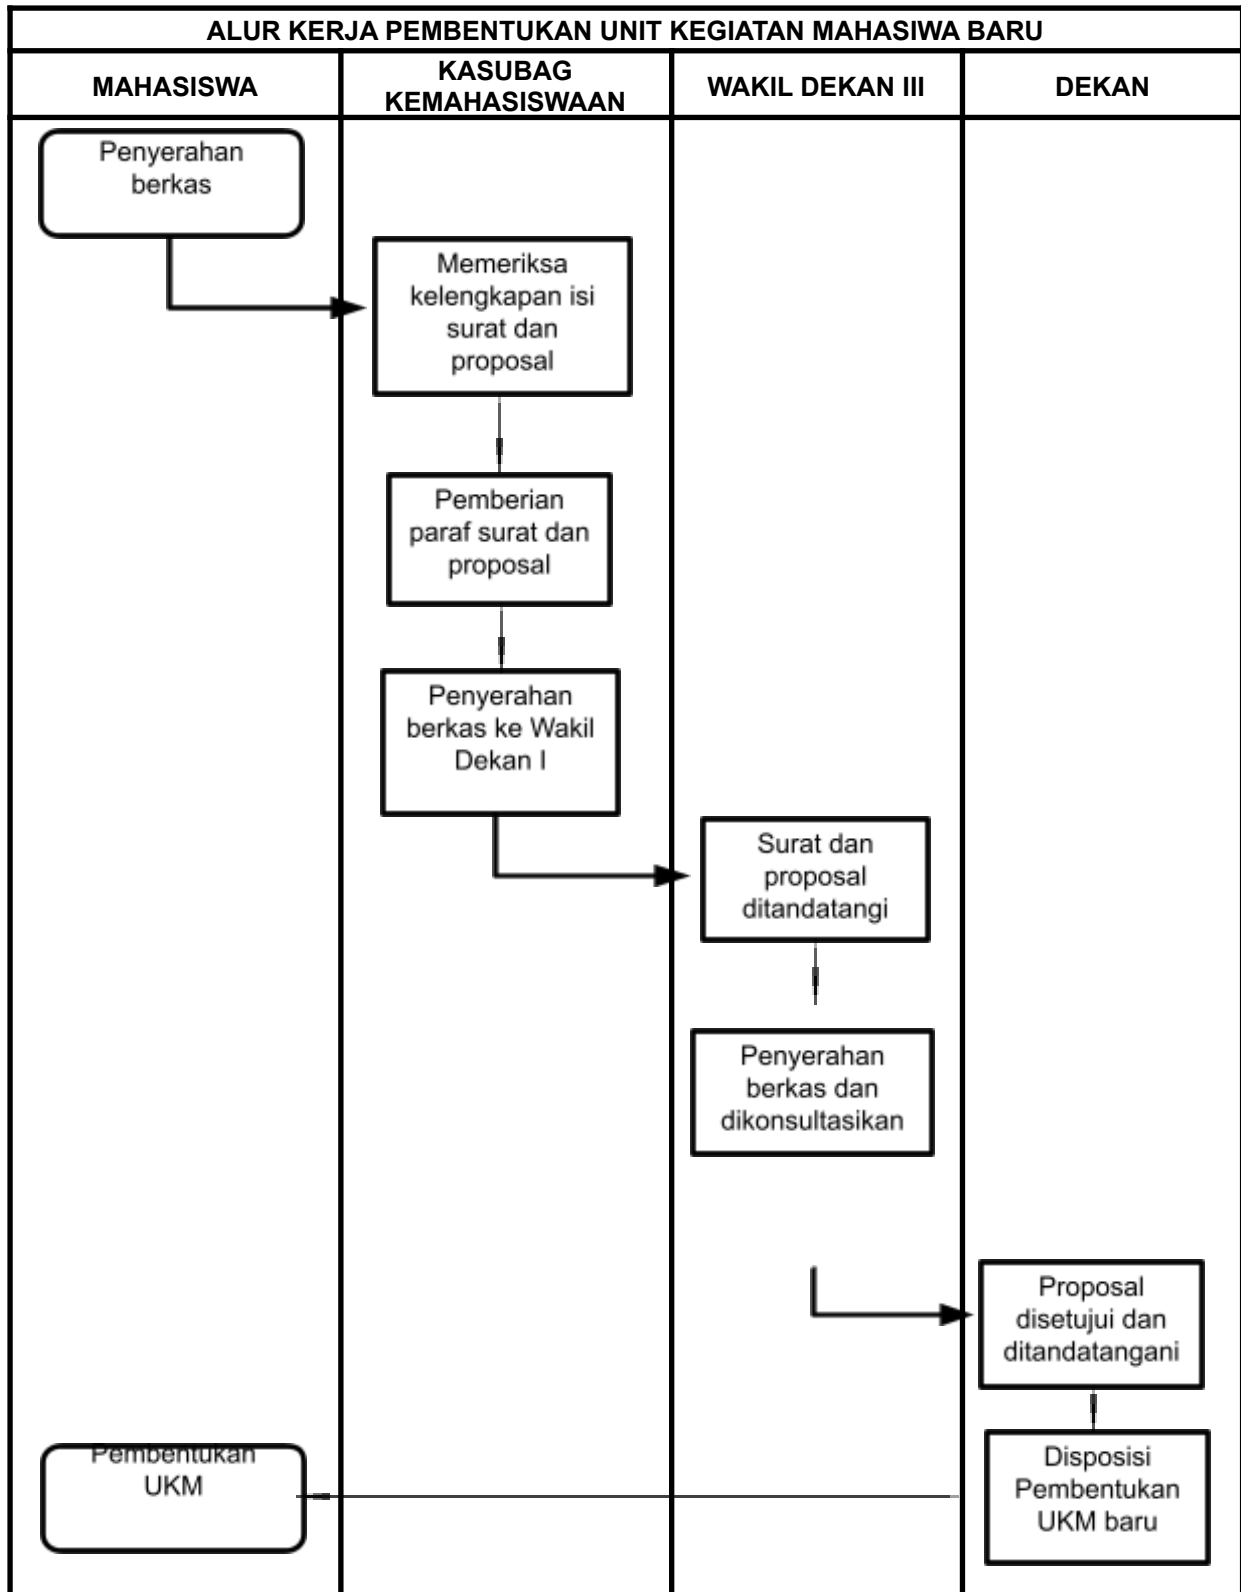 ALUR KERJA PEMBENTUKAN UNIT KEGIATAN MAHASIWA BARU
MAHASISWA
KASUBAG
KEMAHASISWAAN
WAKIL DEKAN III
DEKAN
Penyerahan
berkas
Memeriksa
kelengkapan isi
surat dan
proposal
Pemberian
paraf surat dan
proposal
Penyerahan
berkas ke Wakil
Dekan I
Surat dan
proposal
ditandatangi
Penyerahan
berkas dan
dikonsultasikan
Proposal
disetujui dan
ditandatangani
Disposisi
Pembentukan
UKM baru
Pembentukan
UKM